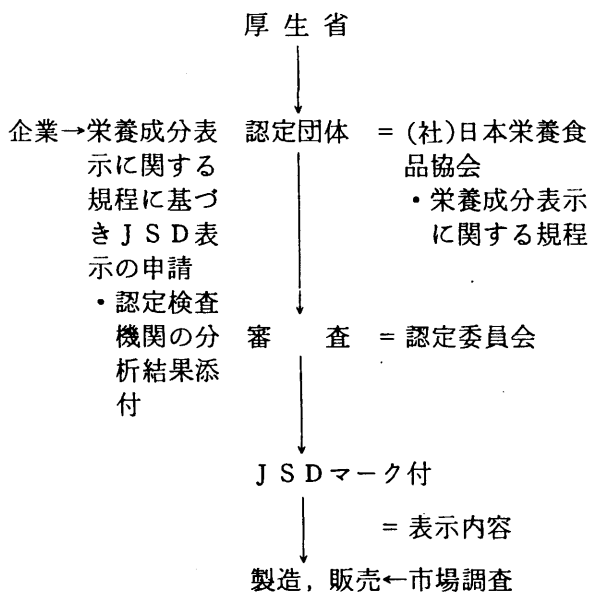 厚生省
企業→栄養成分表示に関する規程に基づきJSD表示の申請
・認定検査機関の分析結果添付
認定団体 = (社)日本栄養食品協会
・栄養成分表示に関する規程
審査 = 認定委員会
JSDマーク付
= 表示内容
製造, 販売←市場調査